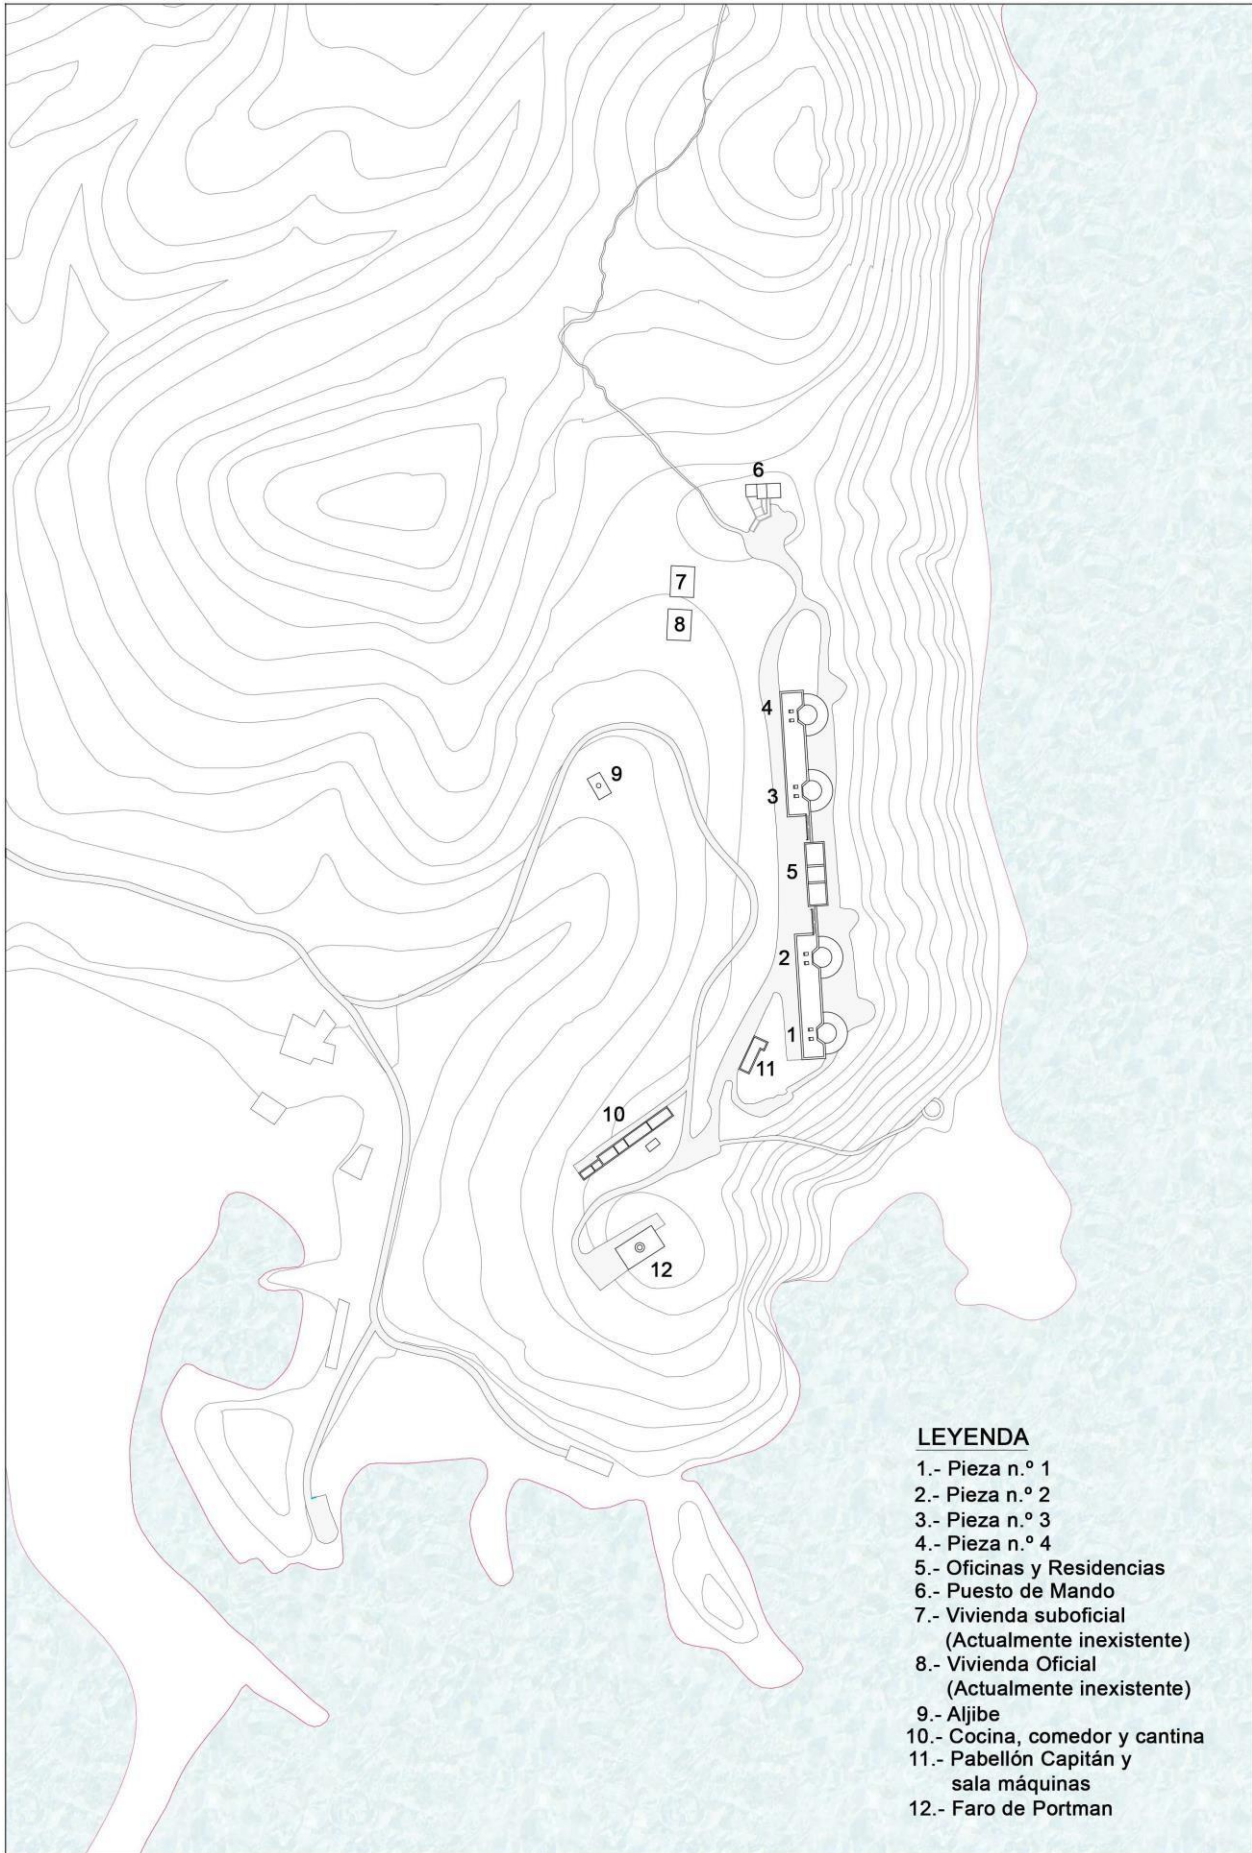 6
7
8
4
9
3
5
2
1
11
10
12
LEYENDA
1.- Pieza n.º 1
2.- Pieza n.º 2
3.- Pieza n.º 3
4.- Pieza n.º 4
5.- Oficinas y Residencias
6.- Puesto de Mando
7.- Vivienda suboficial
(Actualmente inexistente)
8.- Vivienda Oficial
(Actualmente inexistente)
9.- Aljibe
10.- Cocina, comedor y cantina
11.- Pabellón Capitán y
sala máquinas
12.- Faro de Portman